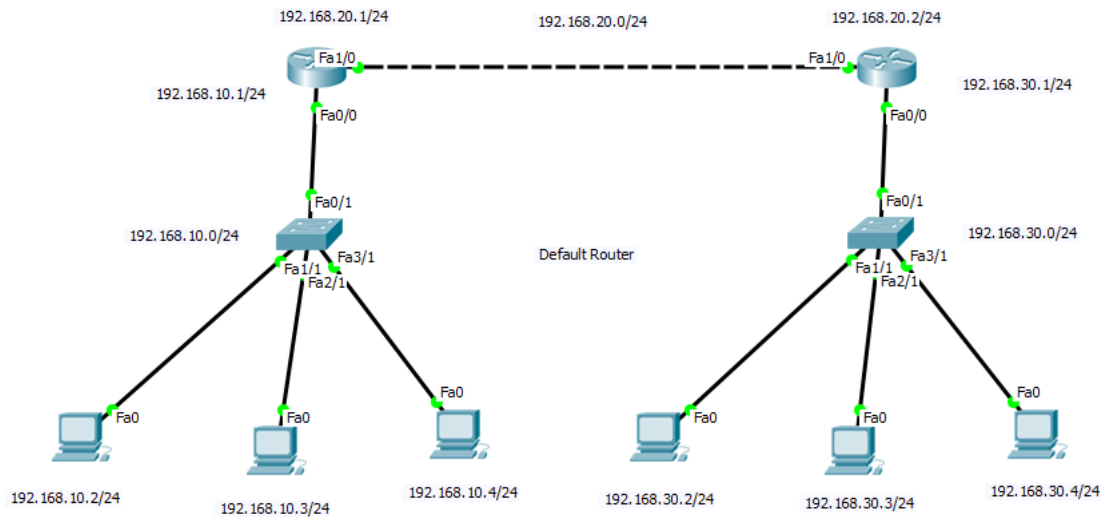 192.168.20.1/24
192.168.20.0/24
192.168.20.2/24
Fa1/0
Fa1/0
192.168.10.1/24
192.168.30.1/24
Fa0/0
Fa0/0
Fa0/1
Fa0/1
192.168.10.0/24
192.168.30.0/24
Default Router
Fa1/1
Fa3/1
Fa2/1
Fa1/1
Fa3/1
Fa2/1
Fa0
Fa0
Fa0
Fa0
Fa0
Fa0
192.168.10.2/24
192.168.10.3/24
192.168.10.4/24
192.168.30.2/24
192.168.30.3/24
192.168.30.4/24